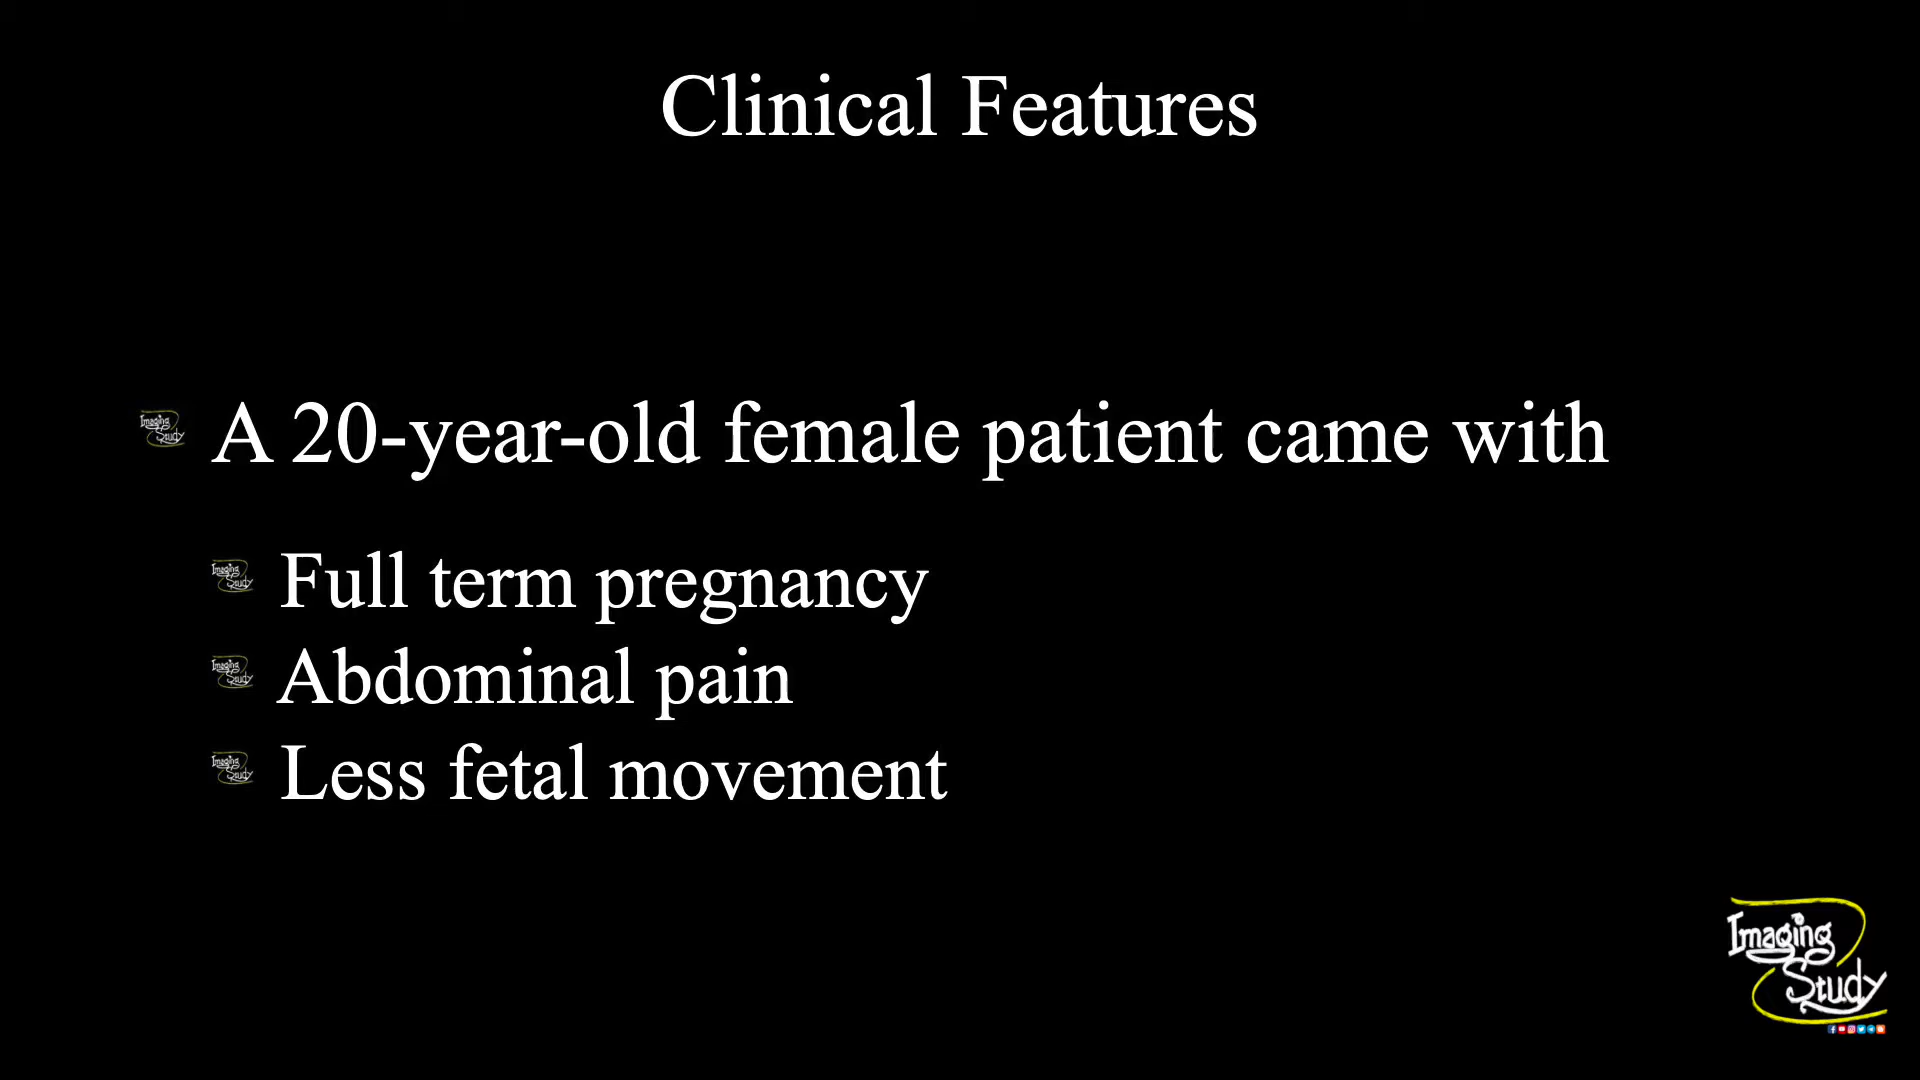 Clinical Features
A 20-year-old female patient came with
Full term pregnancy
Abdominal pain
Less fetal movement
Imaging
Study